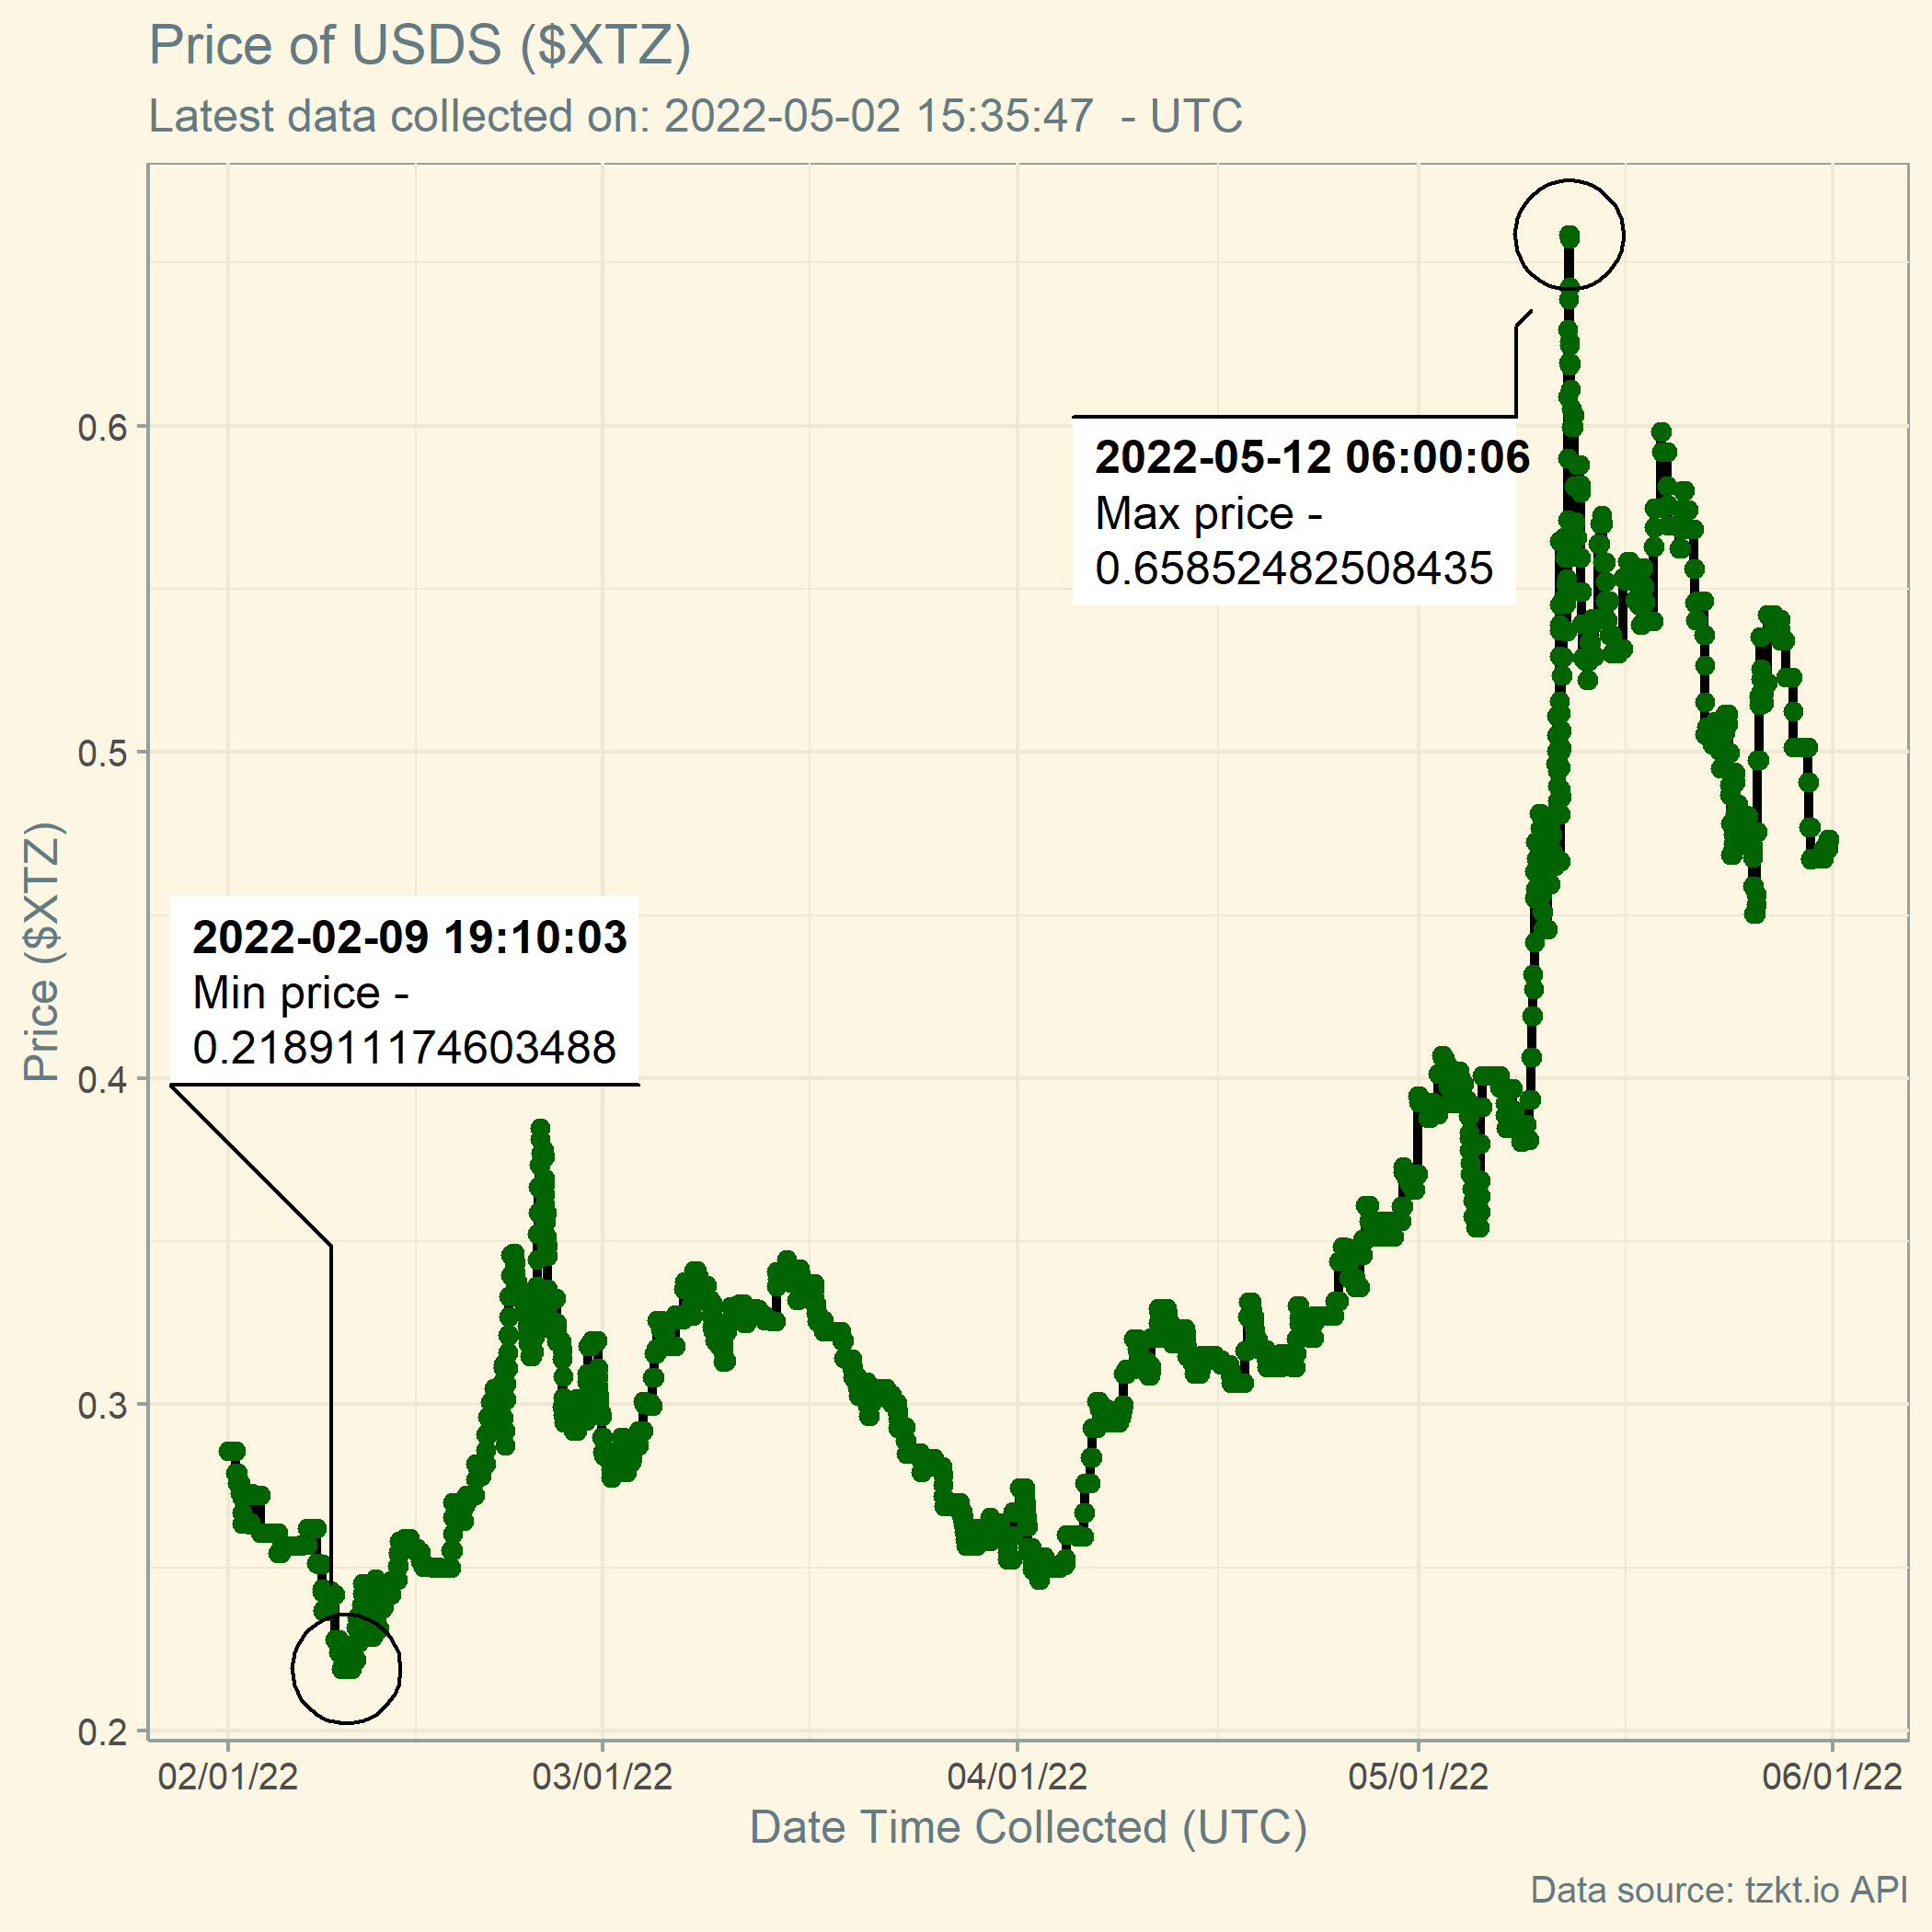 Price of USDS ($XTZ)
Latest data collected on: 2022-05-02 15:35:47  - UTC
2022-05-12 06:00:06
Max price -
0.65852482508435
2022-02-09 19:10:03
Min price -
0.218911174603488
Price ($XTZ)
0.6
0.5
0.4
0.3
0.2
02/01/22 03/01/22 04/01/22 05/01/22 06/01/22
Date Time Collected (UTC)
Data source: tzkt.io API